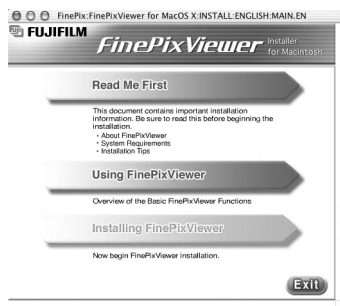 FinePix:FinePixViewer for MacOS X:INSTALL:ENGLISH:MAIN.EN
FUJIFILM
FinePixViewer Installer for Macintosh
Read Me First
This document contains important installation
information. Be sure to read this before beginning the
installation.
・About FinePixViewer
・System Requirements
・Installation Tips
Using FinePixViewer
Overview of the Basic FinePixViewer Functions
Installing FinePixViewer
Now begin FinePixViewer installation.
Exit